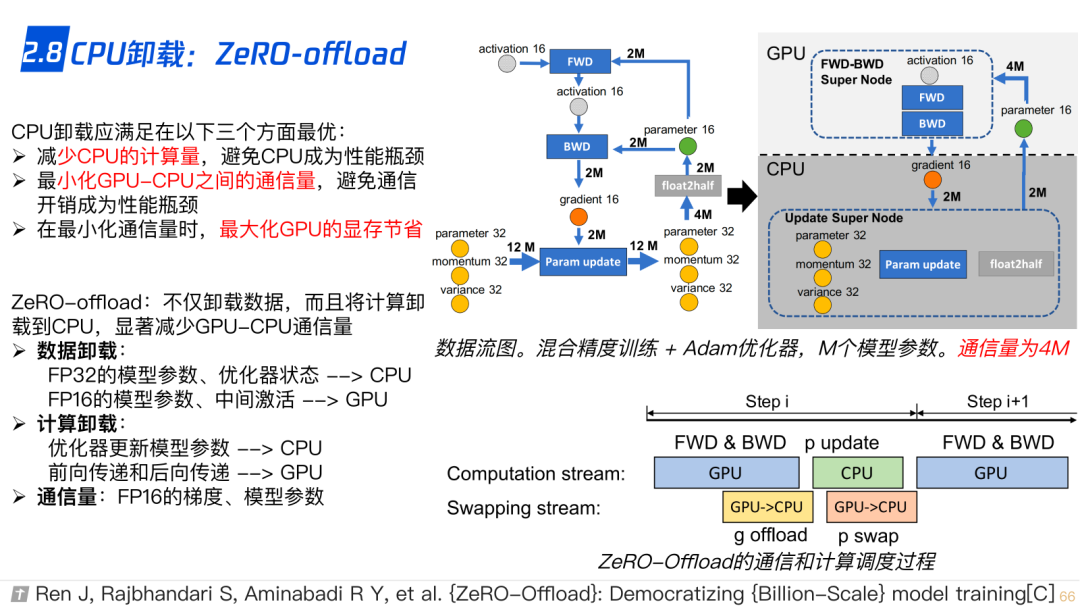 2.8 CPU卸载：ZeRO-offload
CPU卸载应满足在以下三个方面最优：
➢ 减少CPU的计算量，避免CPU成为性能瓶颈
➢ 最小化GPU-CPU之间的通信量，避免通信
开销成为性能瓶颈
➢ 在最小化通信量时，最大化GPU的显存节省
ZeRO-offload：不仅卸载数据，而且将计算卸
载到CPU，显著减少GPU-CPU通信量
➢ 数据卸载：
FP32的模型参数、优化器状态 --> CPU
FP16的模型参数、中间激活 --> GPU
➢ 计算卸载：
优化器更新模型参数 --> CPU
前向传递和后向传递 --> GPU
➢ 通信量：FP16的梯度、模型参数
activation 16
FWD
2M
activation 16
parameter 16
BWD
2M
2M
2M
float2half
gradient 16
4M
2M
parameter 32
12 M
12 M
parameter 32
momentum 32
Param update
momentum 32
variance 32
variance 32
GPU
FWD-BWD
Super Node
activation 16
4M
FWD
parameter 16
BWD
CPU
gradient 16
2M
2M
Update Super Node
parameter 32
momentum 32
Param update
float2half
variance 32
数据流图。混合精度训练 + Adam优化器，M个模型参数。通信量为4M
Step i
Step i+1
FWD & BWD
p update
FWD & BWD
Computation stream:
GPU
CPU
GPU
Swapping stream:
GPU->CPU
GPU->CPU
g offload
p swap
ZeRO-Offload的通信和计算调度过程
Ren J, Rajbhandari S, Aminabadi R Y, et al. {ZeRO-Offload}: Democratizing {Billion-Scale} model training[C]
66